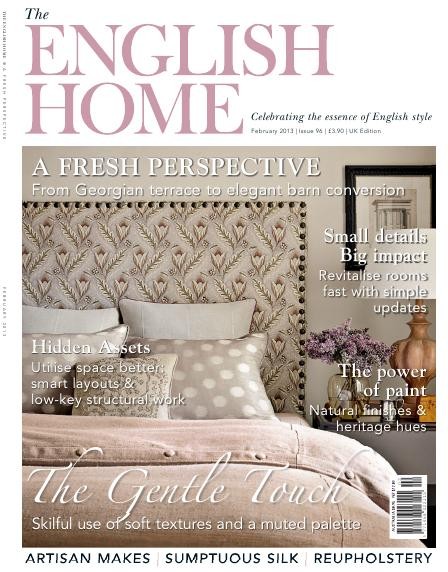 The
ENGLISH
HOME
Celebrating the essence of English style
February 2013 | Issue 96 | £3.90 | UK Edition
A FRESH PERSPECTIVE
From Georgian terrace to elegant barn conversion
Small details
Big impact
Revitalise rooms
fast with simple
updates
Hidden Assets
Utilise space better:
smart layouts &
low-key structural work
The power
of paint
Natural finishes &
heritage hues
The Gentle Touch
Skilful use of soft textures and a muted palette
ARTISAN MAKES | SUMPTUOUS SILK | REUPHOLSTERY
FEBRUARY 2013